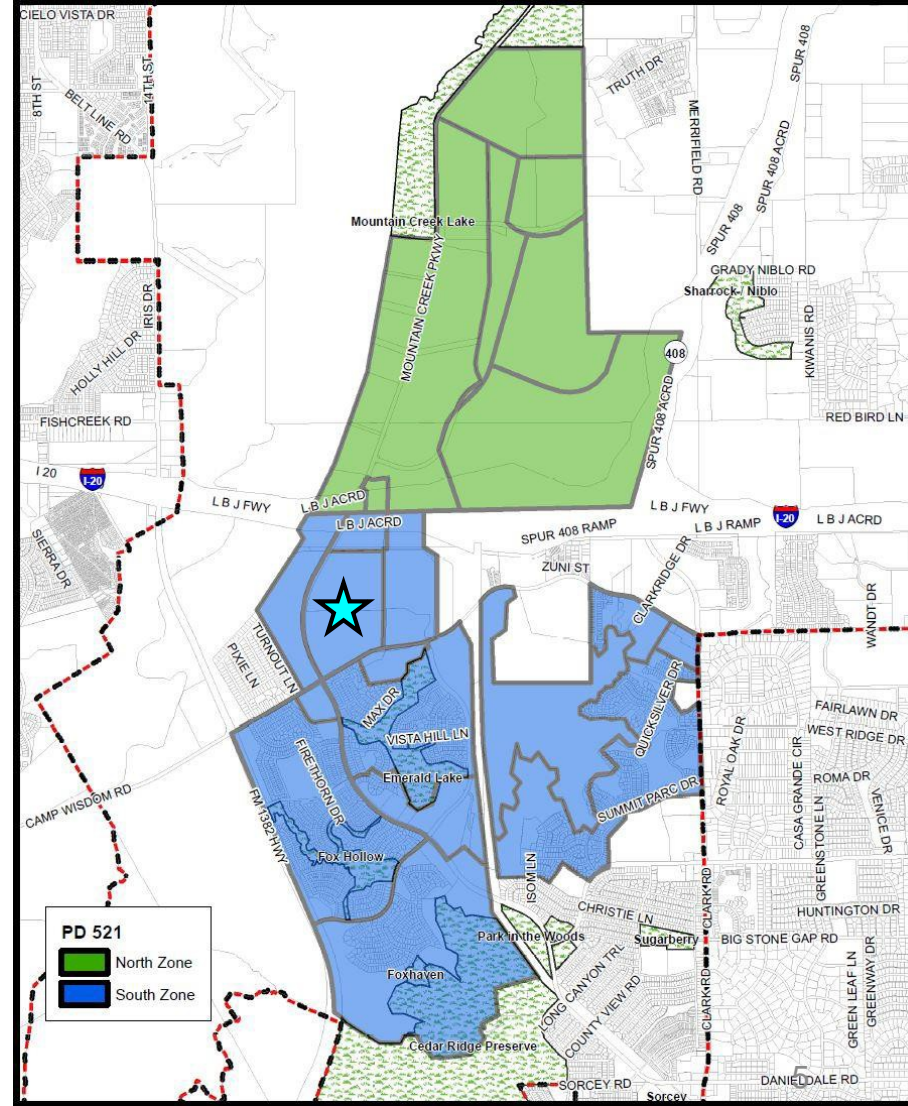 CIELO VISTA DR
8TH ST
14TH ST
BELT LINE RD
TRUTH DR
MERRIFIELD RD
SPUR 408
SPUR 408 ACRD
SPUR 408
Mountain Creek Lake
MOUNTAIN CREEK PKWY
GRADY NIBLO RD
Sharrock / Niblo
KIWANIS RD
IRIS DR
HOLLY HILL DR
408
SPUR 408 ACRD
FISHCREEK RD
RED BIRD LN
I 20
I-20
L B J FWY
L B J ACRD
L B J ACRD
L B J FWY
L B J RAMP
I-20
L B J ACRD
SPUR 408 RAMP
SIERRA DR
ZUNI ST
CLARKRIDGE DR
WANDT DR
TURNOUT LN
PIXIE LN
MAX DR
VISTA HILL LN
QUICKSILVER DR
FAIRLAWN DR
WEST RIDGE DR
ROYAL OAK DR
CASA GRANDE CIR
ROMA DR
VENICE DR
GREENSTONE LN
FIRETHORN DR
Emerald Lake
SUMMIT PARC DR
CAMP WISDOM RD
FM 1382 HWY
Fox Hollow
ISOM LN
CLARK RD
CHRISTIE LN
HUNTINGTON DR
PD 521
North Zone
South Zone
Park in the Woods
Sugarberry
BIG STONE GAP RD
Foxhaven
LONG CANYON TRL
COUNTY VIEW RD
CLARK RD
GREEN LEAF LN
GREENWAY DR
Cedar Ridge Preserve
5
SORCEY RD
DANIELDALE RD
Sorcey